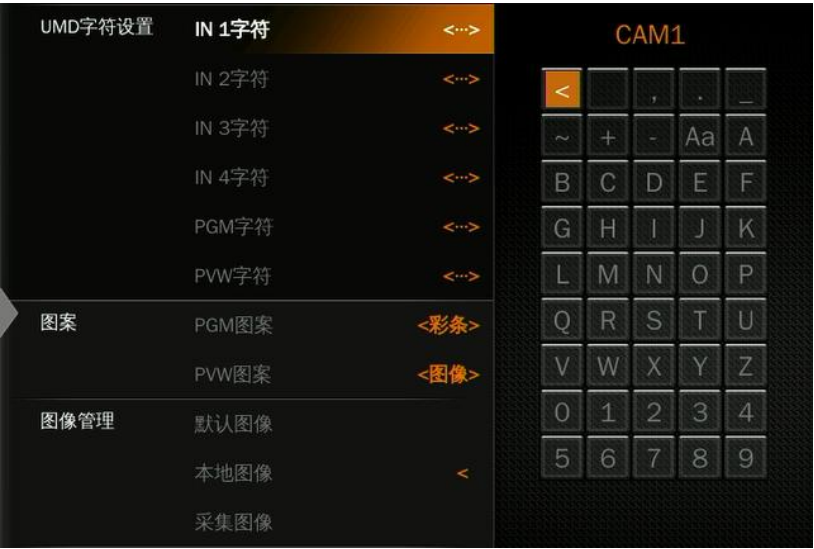 UMD字符设置 IN 1字符 <···>
IN 2字符 <···>
IN 3字符 <···>
IN 4字符 <···>
PGM字符 <···>
PVW字符 <···>
图案 PGM图案 <彩条>
PVW图案 <图像>
图像管理 默认图像
本地图像 <
采集图像
CAM1
< , . _
~ + - Aa A
B C D E F
G H I J K
L M N O P
Q R S T U
V W X Y Z
0 1 2 3 4
5 6 7 8 9